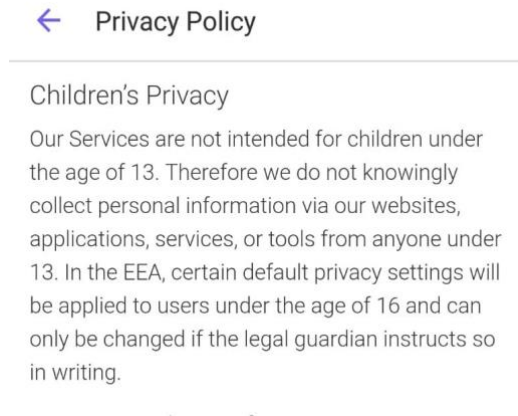 Privacy Policy
Children's Privacy
Our Services are not intended for children under
the age of 13. Therefore we do not knowingly
collect personal information via our websites,
applications, services, or tools from anyone under
13. In the EEA, certain default privacy settings will
be applied to users under the age of 16 and can
only be changed if the legal guardian instructs so
in writing.